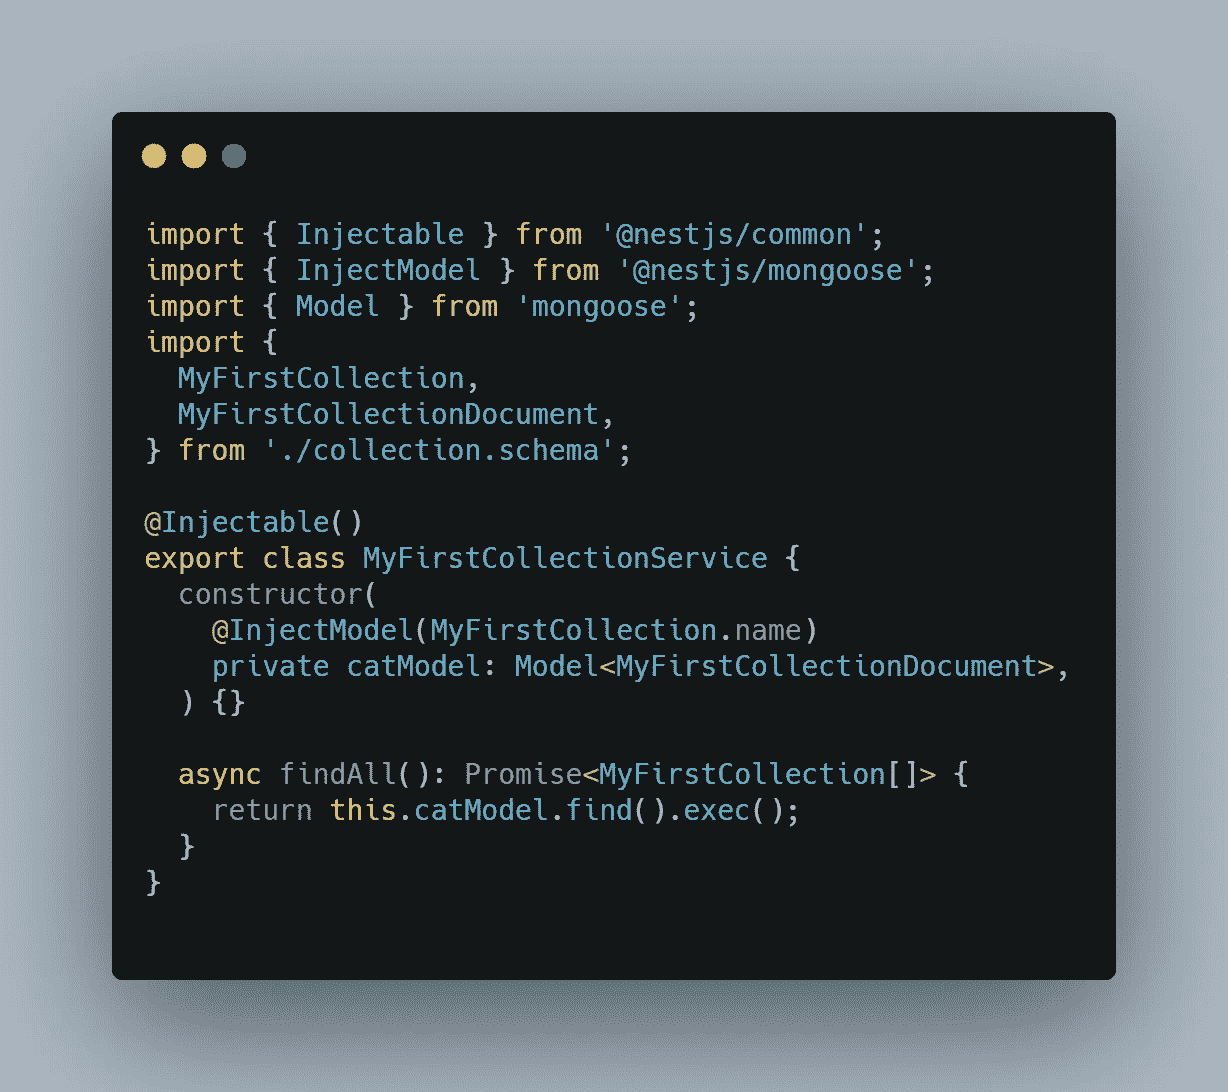 import { Injectable } from '@nestjs/common';
import { InjectModel } from '@nestjs/mongoose';
import { Model } from 'mongoose';
import {
  MyFirstCollection,
  MyFirstCollectionDocument,
} from './collection.schema';

@Injectable()
export class MyFirstCollectionService {
  constructor(
    @InjectModel(MyFirstCollection.name)
    private catModel: Model<MyFirstCollectionDocument>,
  ) {}

  async findAll(): Promise<MyFirstCollection[]> {
    return this.catModel.find().exec();
  }
}